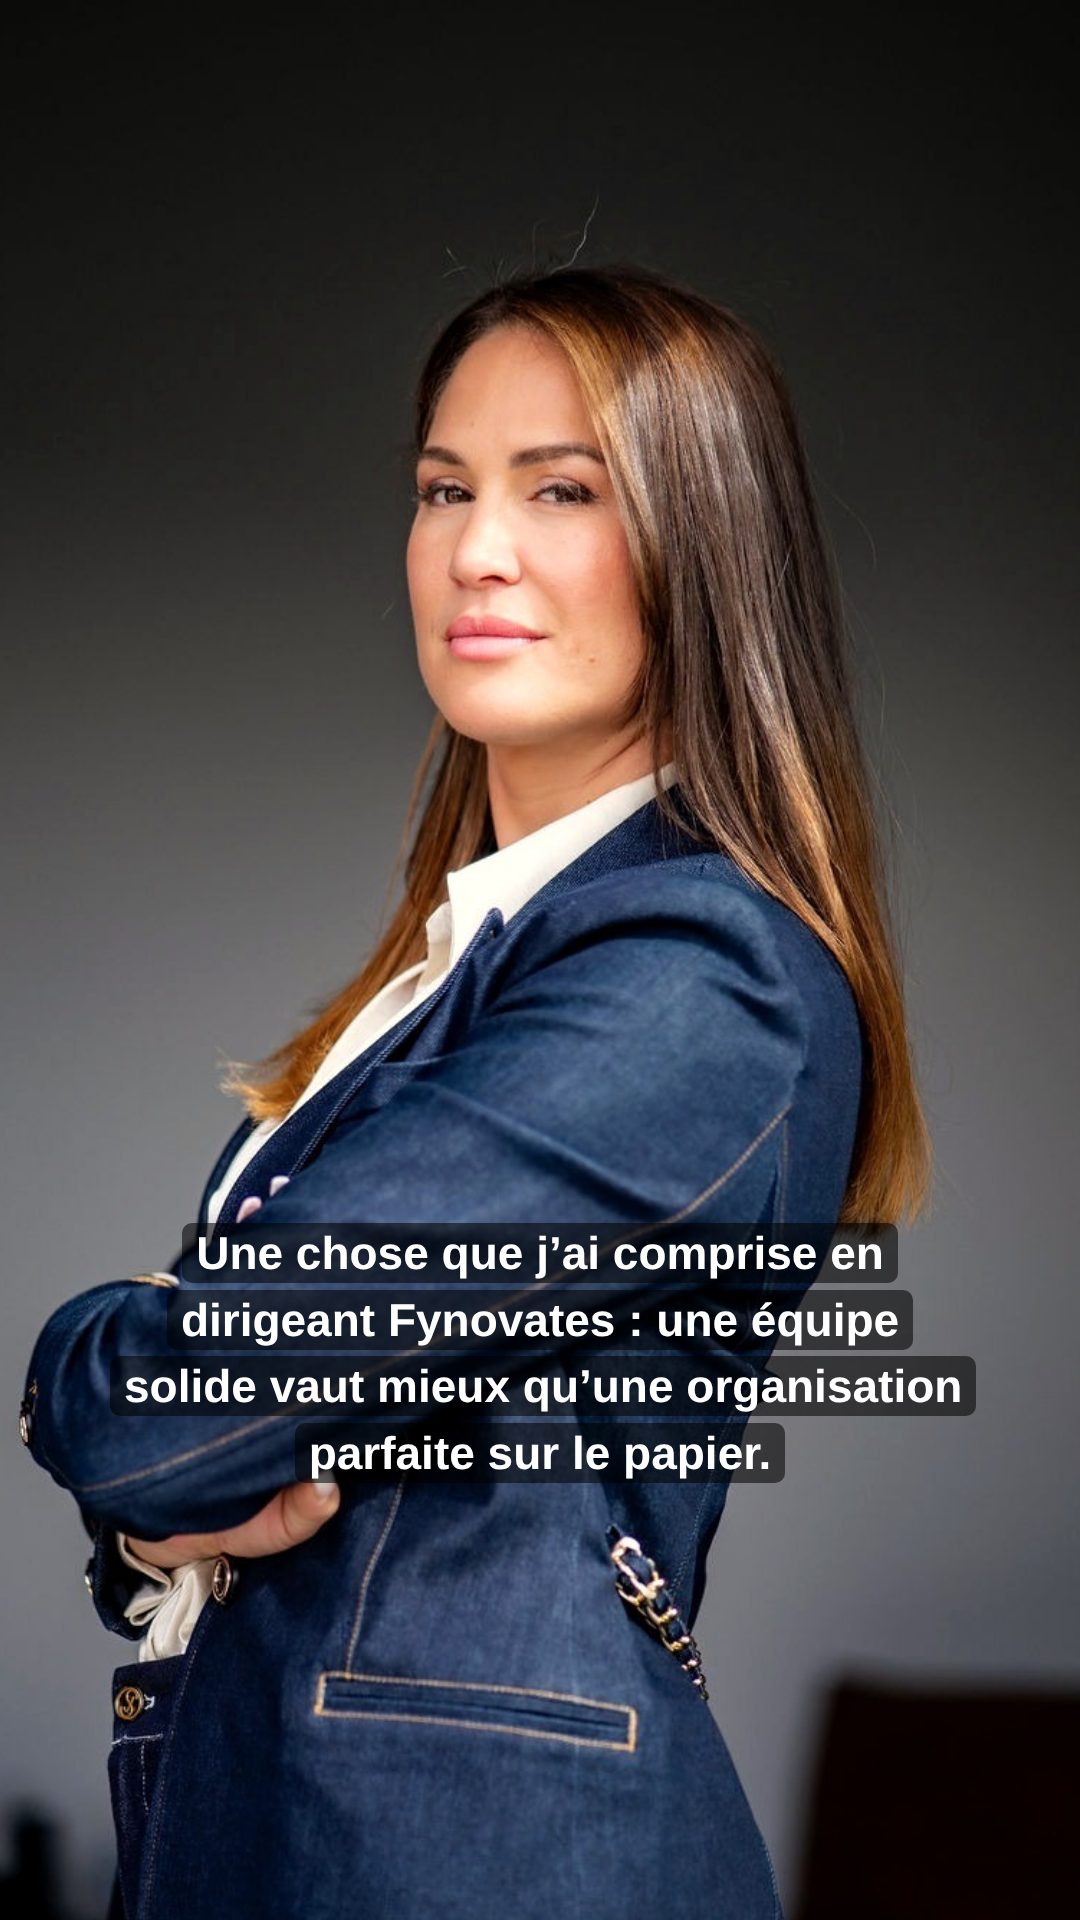 Une chose que j’ai comprise en
dirigeant Fynovates : une équipe
solide vaut mieux qu’une organisation
parfaite sur le papier.